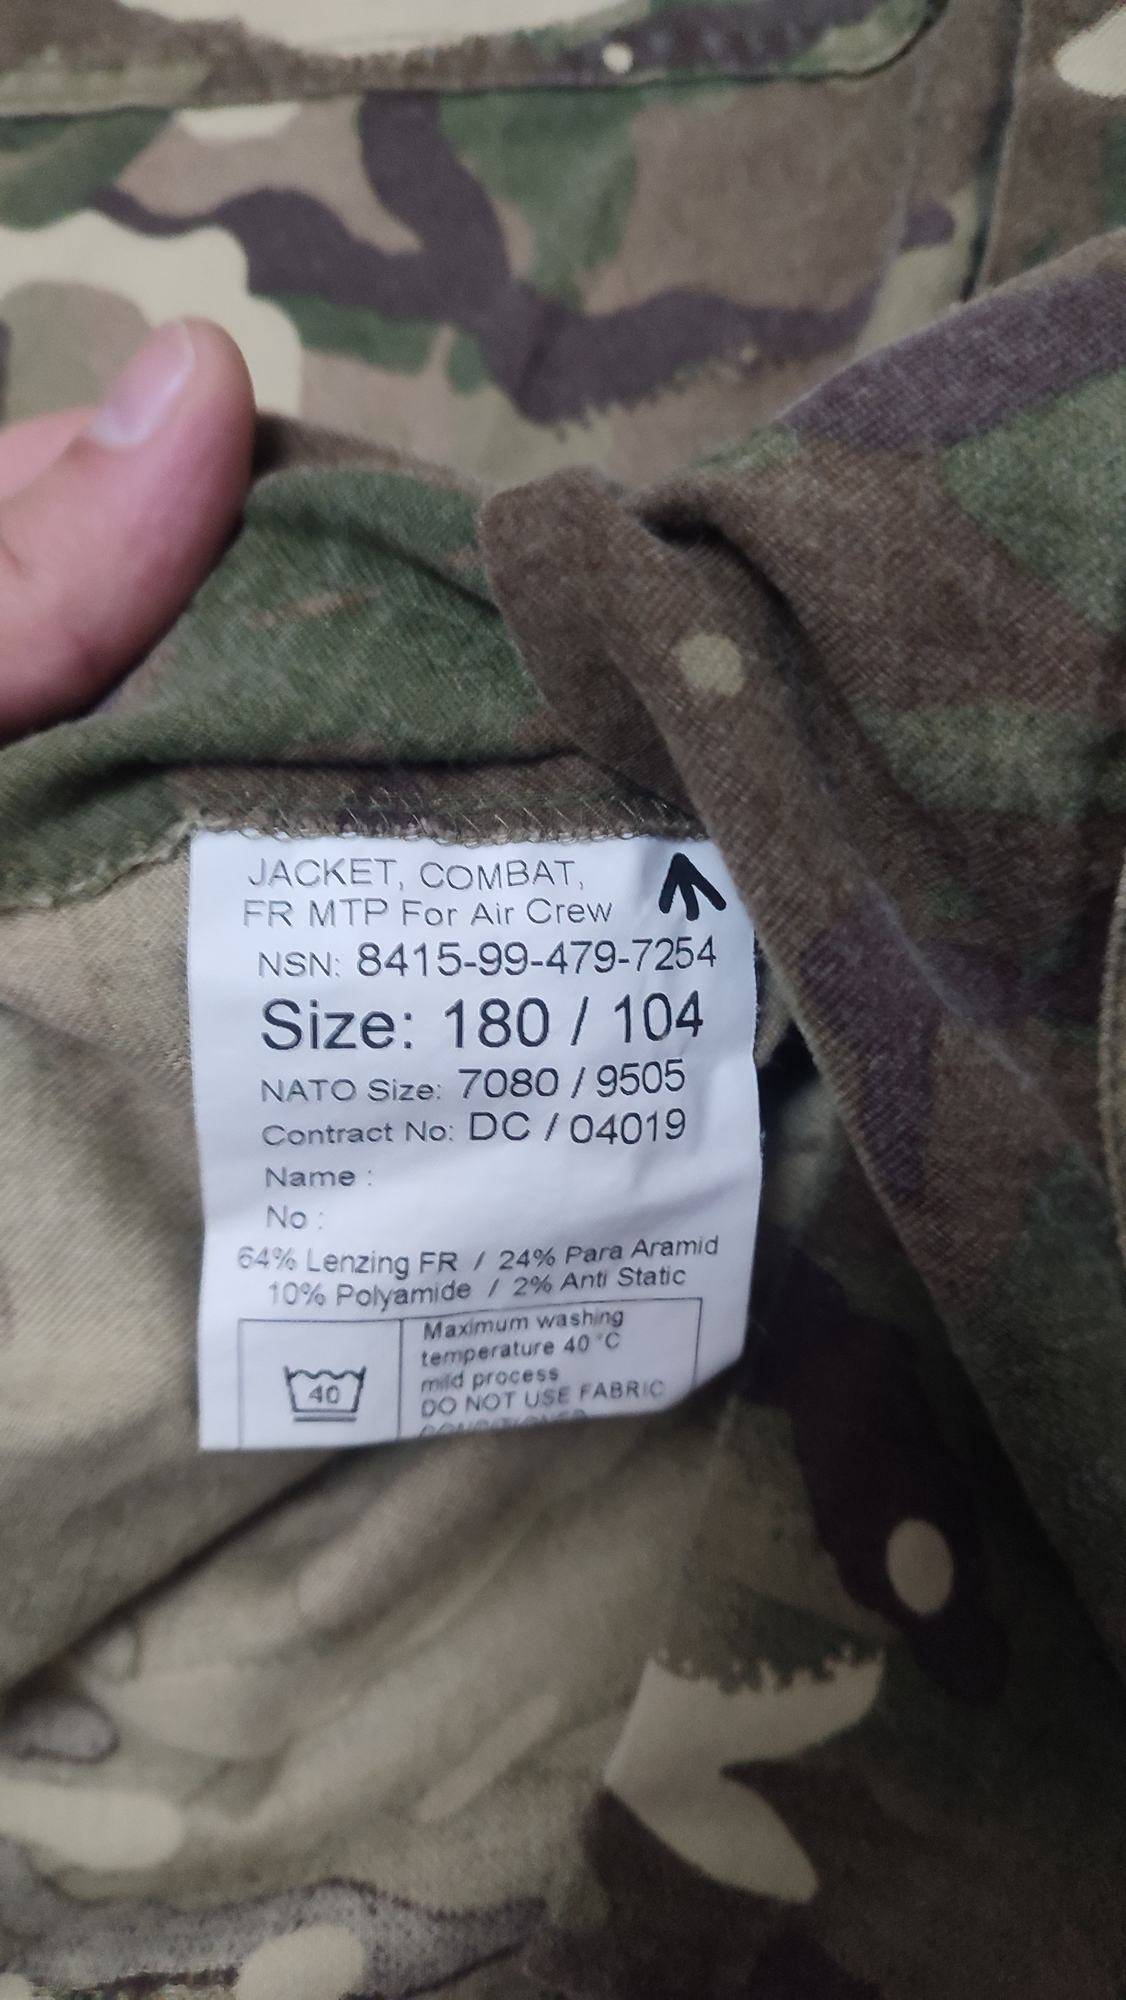 JACKET, COMBAT,
FR MTP For Air Crew
NSN: 8415-99-479-7254
Size: 180 / 104
NATO Size: 7080 / 9505
Contract No: DC / 04019
Name :
No :
64% Lenzing FR / 24% Para Aramid
10% Polyamide / 2% Anti Static
40
Maximum washing
temperature 40 °C
mild process
DO NOT USE FABRIC